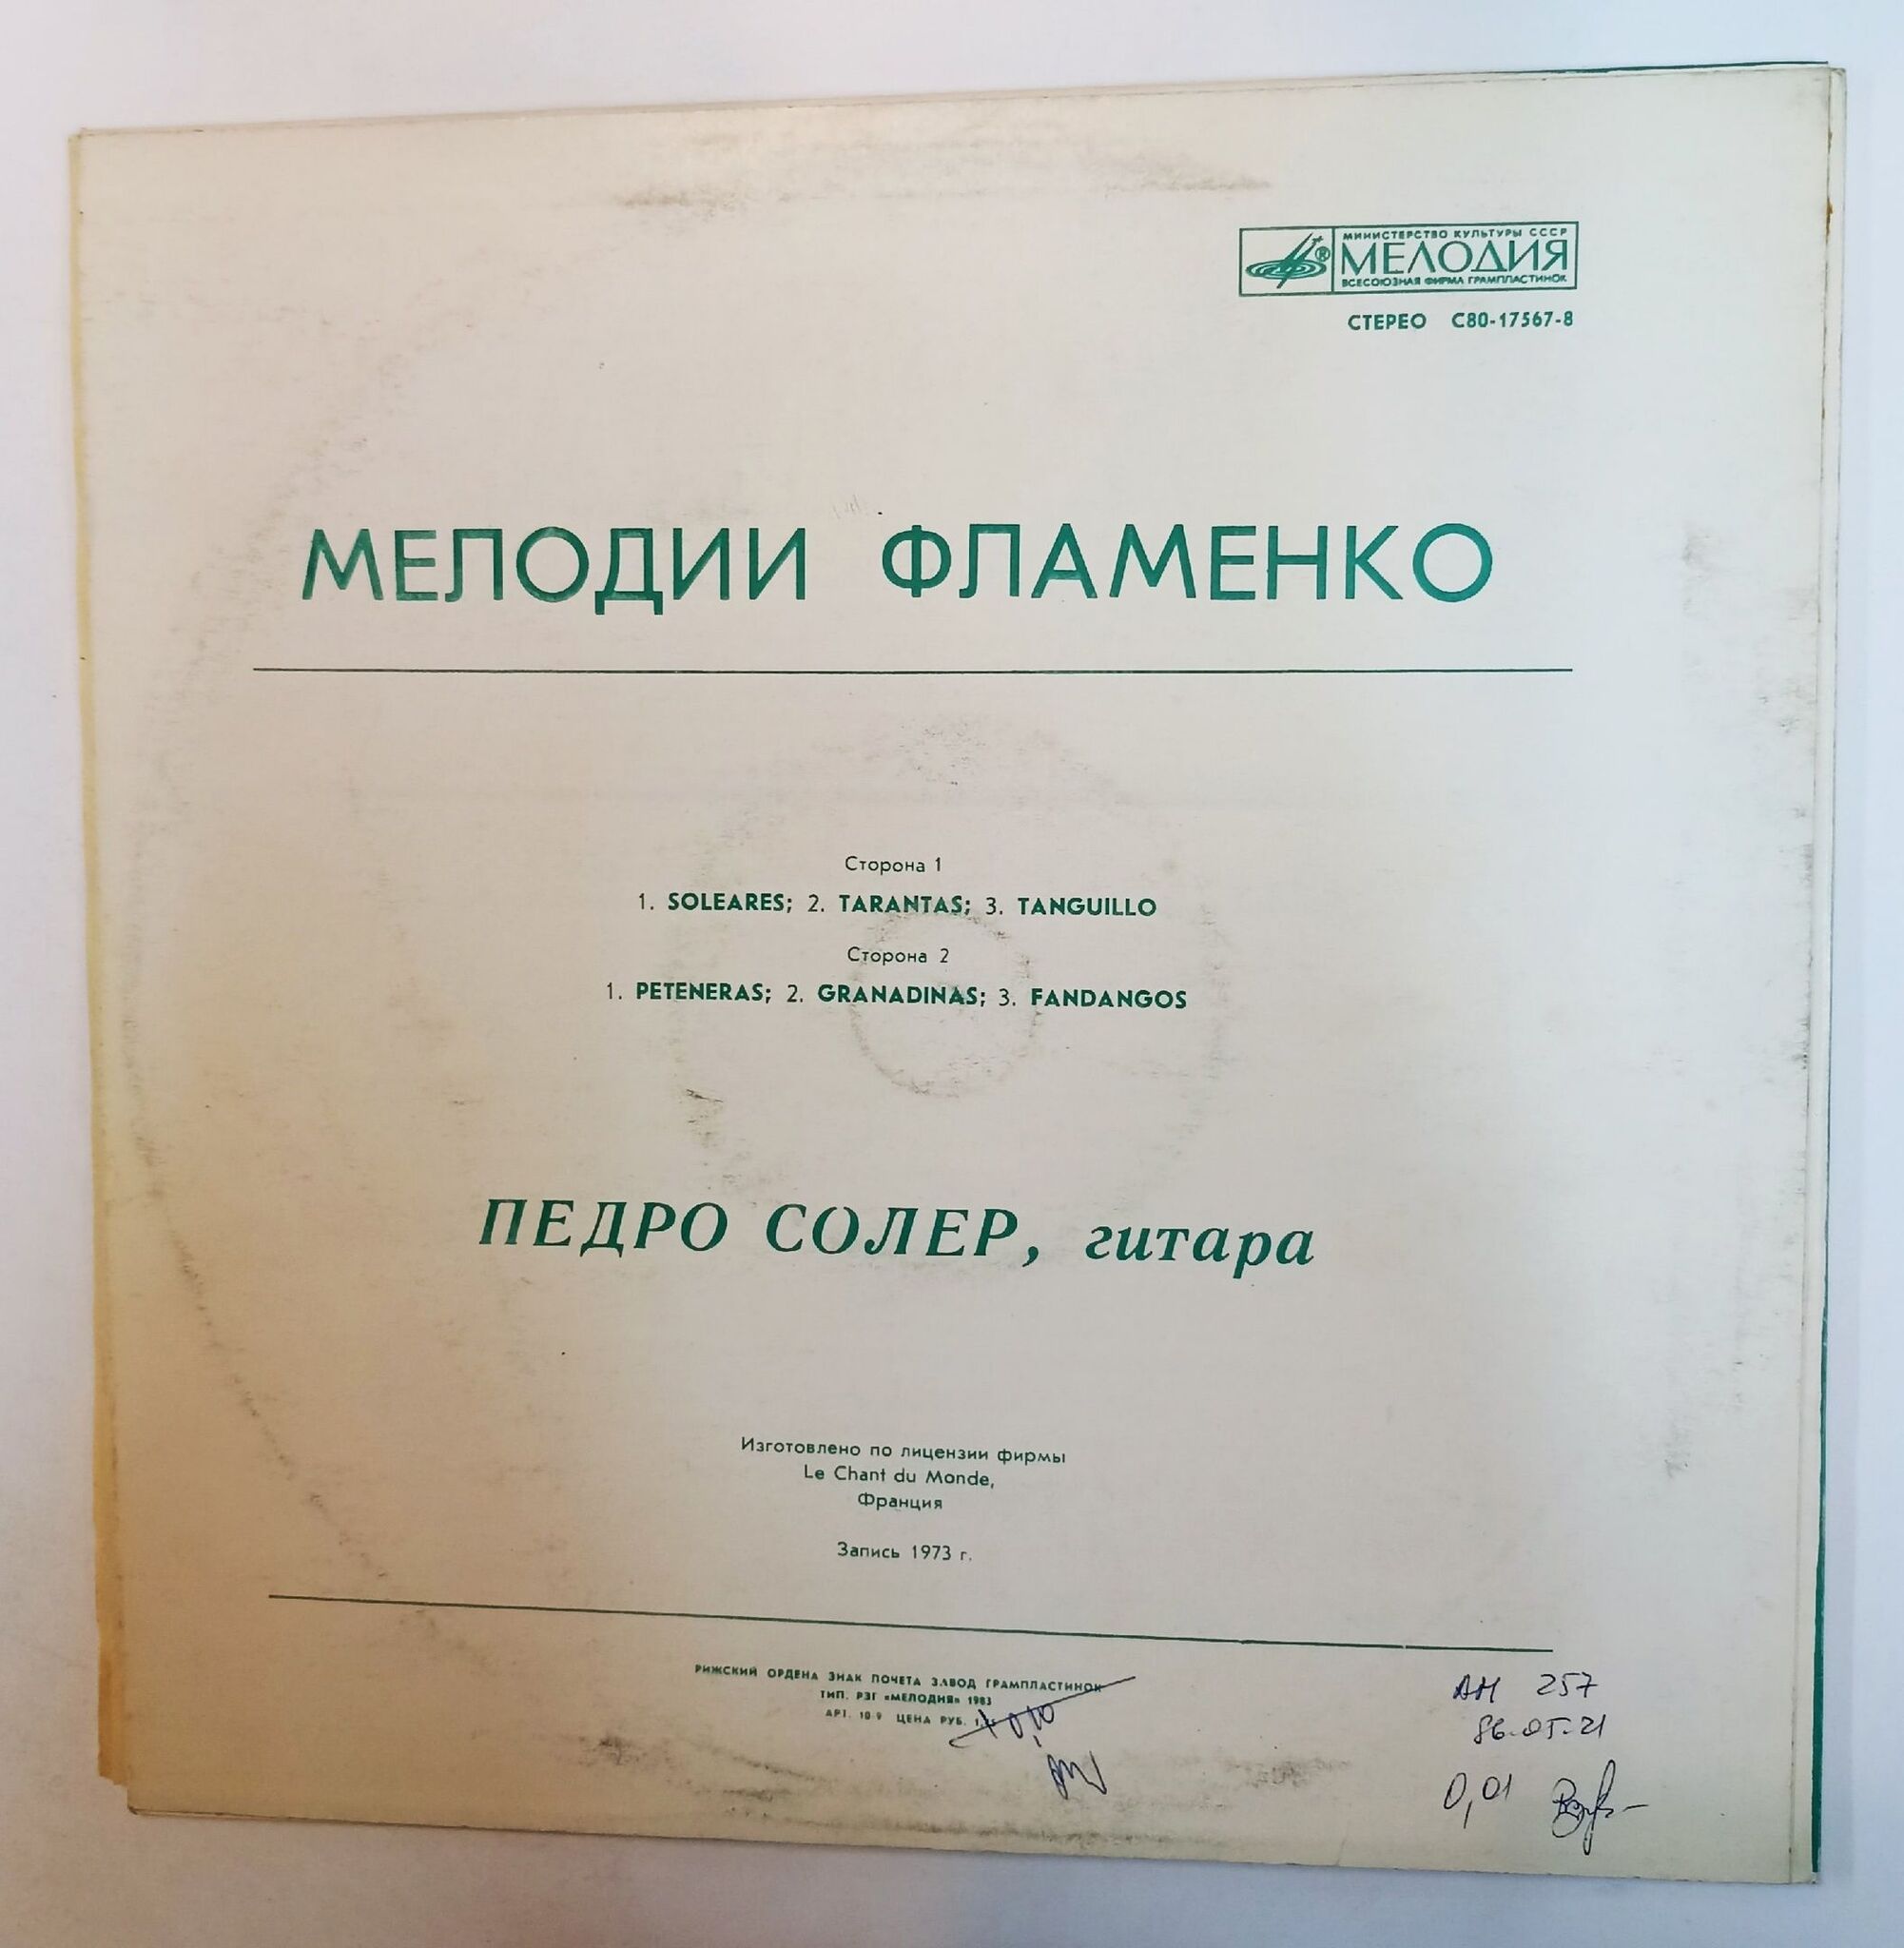 МИНИСТЕРСТВО КУЛЬТУРЫ СССР
МЕЛОДИЯ
ВСЕСОЮЗНАЯ ФИРМА ГРАМПЛАСТИНОК
СТЕРЕО С80-17567-8
МЕЛОДИИ ФЛАМЕНКО
Сторона 1
1. SOLEARES; 2. TARANTAS; 3. TANGUILLO
Сторона 2
1. PETENERAS; 2. GRANADINAS; 3. FANDANGOS
ПЕДРО СОЛЕР, гитара
Изготовлено по лицензии фирмы
Le Chant du Monde,
Франция
Запись 1973 г.
РИЖСКИЙ ОРДЕНА ЗНАК ПОЧЕТА ЗАВОД ГРАМПЛАСТИНОК
ТИП. РЗГ «МЕЛОДИЯ» 1983
АРТ. 10-9 ЦЕНА РУБ.
АН 257
86-05-21
0,01